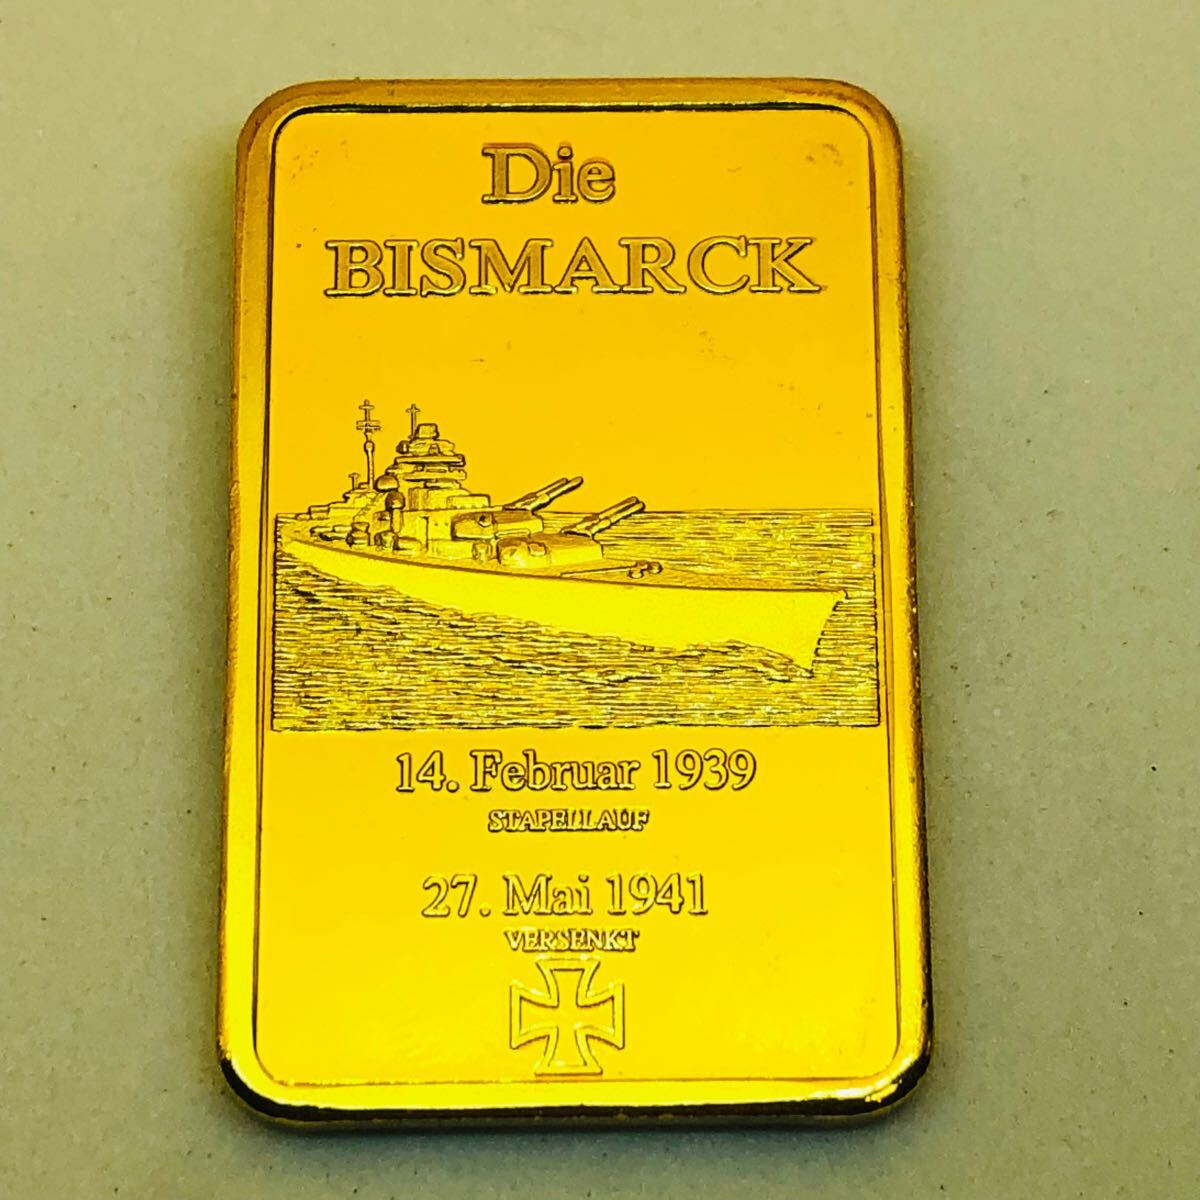 Die
BISMARCK
14. Februar 1939
STAPELLAUF
27. Mai 1941
VERSENKT